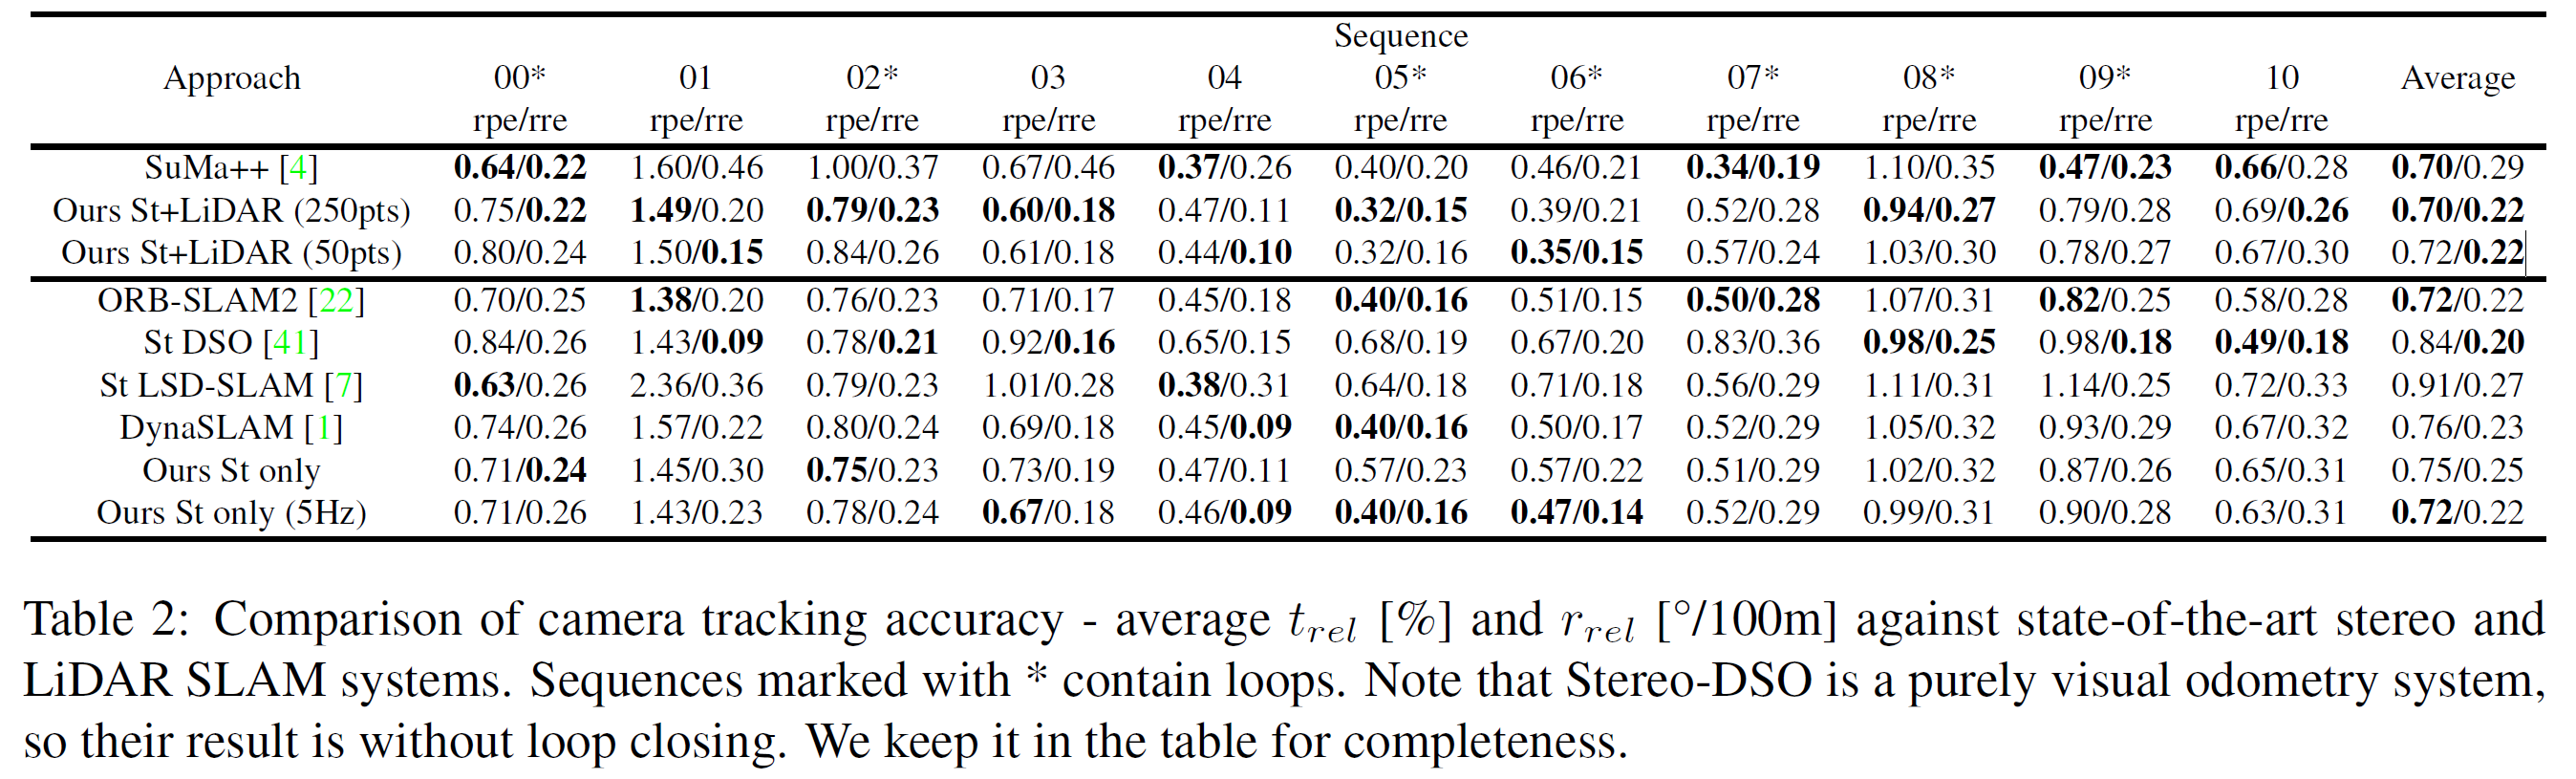 Sequence
Approach 00* 01 02* 03 04 05* 06* 07* 08* 09* 10 Average
rpe/rre rpe/rre rpe/rre rpe/rre rpe/rre rpe/rre rpe/rre rpe/rre rpe/rre rpe/rre rpe/rre
SuMa++ [4] 0.64/0.22 1.60/0.46 1.00/0.37 0.67/0.46 0.37/0.26 0.40/0.20 0.46/0.21 0.34/0.19 1.10/0.35 0.47/0.23 0.66/0.28 0.70/0.29
Ours St+LiDAR (250pts) 0.75/0.22 1.49/0.20 0.79/0.23 0.60/0.18 0.47/0.11 0.32/0.15 0.39/0.21 0.52/0.28 0.94/0.27 0.79/0.28 0.69/0.26 0.70/0.22
Ours St+LiDAR (50pts) 0.80/0.24 1.50/0.15 0.84/0.26 0.61/0.18 0.44/0.10 0.32/0.16 0.35/0.15 0.57/0.24 1.03/0.30 0.78/0.27 0.67/0.30 0.72/0.22
ORB-SLAM2 [22] 0.70/0.25 1.38/0.20 0.76/0.23 0.71/0.17 0.45/0.18 0.40/0.16 0.51/0.15 0.50/0.28 1.07/0.31 0.82/0.25 0.58/0.28 0.72/0.22
St DSO [41] 0.84/0.26 1.43/0.09 0.78/0.21 0.92/0.16 0.65/0.15 0.68/0.19 0.67/0.20 0.83/0.36 0.98/0.25 0.98/0.18 0.49/0.18 0.84/0.20
St LSD-SLAM [7] 0.63/0.26 2.36/0.36 0.79/0.23 1.01/0.28 0.38/0.31 0.64/0.18 0.71/0.18 0.56/0.29 1.11/0.31 1.14/0.25 0.72/0.33 0.91/0.27
DynaSLAM [1] 0.74/0.26 1.57/0.22 0.80/0.24 0.69/0.18 0.45/0.09 0.40/0.16 0.50/0.17 0.52/0.29 1.05/0.32 0.93/0.29 0.67/0.32 0.76/0.23
Ours St only 0.71/0.24 1.45/0.30 0.75/0.23 0.73/0.19 0.47/0.11 0.57/0.23 0.57/0.22 0.51/0.29 1.02/0.32 0.87/0.26 0.65/0.31 0.75/0.25
Ours St only (5Hz) 0.71/0.26 1.43/0.23 0.78/0.24 0.67/0.18 0.46/0.09 0.40/0.16 0.47/0.14 0.52/0.29 0.99/0.31 0.90/0.28 0.63/0.31 0.72/0.22
Table 2: Comparison of camera tracking accuracy - average t_rel [%] and r_rel [°/100m] against state-of-the-art stereo and
LiDAR SLAM systems. Sequences marked with * contain loops. Note that Stereo-DSO is a purely visual odometry system,
so their result is without loop closing. We keep it in the table for completeness.